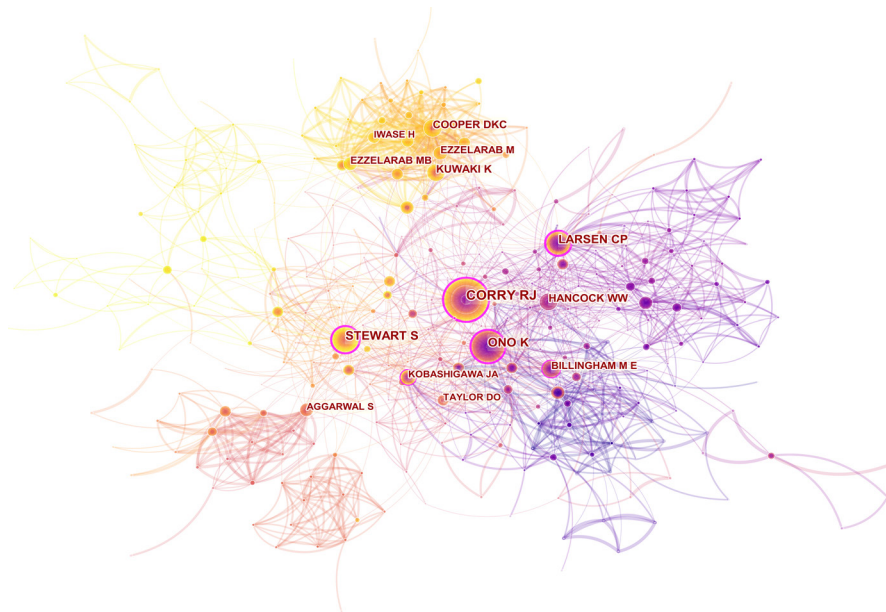 COOPER DKC
IWASE H
EZZELARAB M
EZZELARAB MB
KUWAKI K
LARSEN CP
CORRY RJ
HANCOCK WW
STEWART S
ONO K
BILLINGHAM M E
KOBASHIGAWA JA
TAYLOR DO
AGGARWAL S